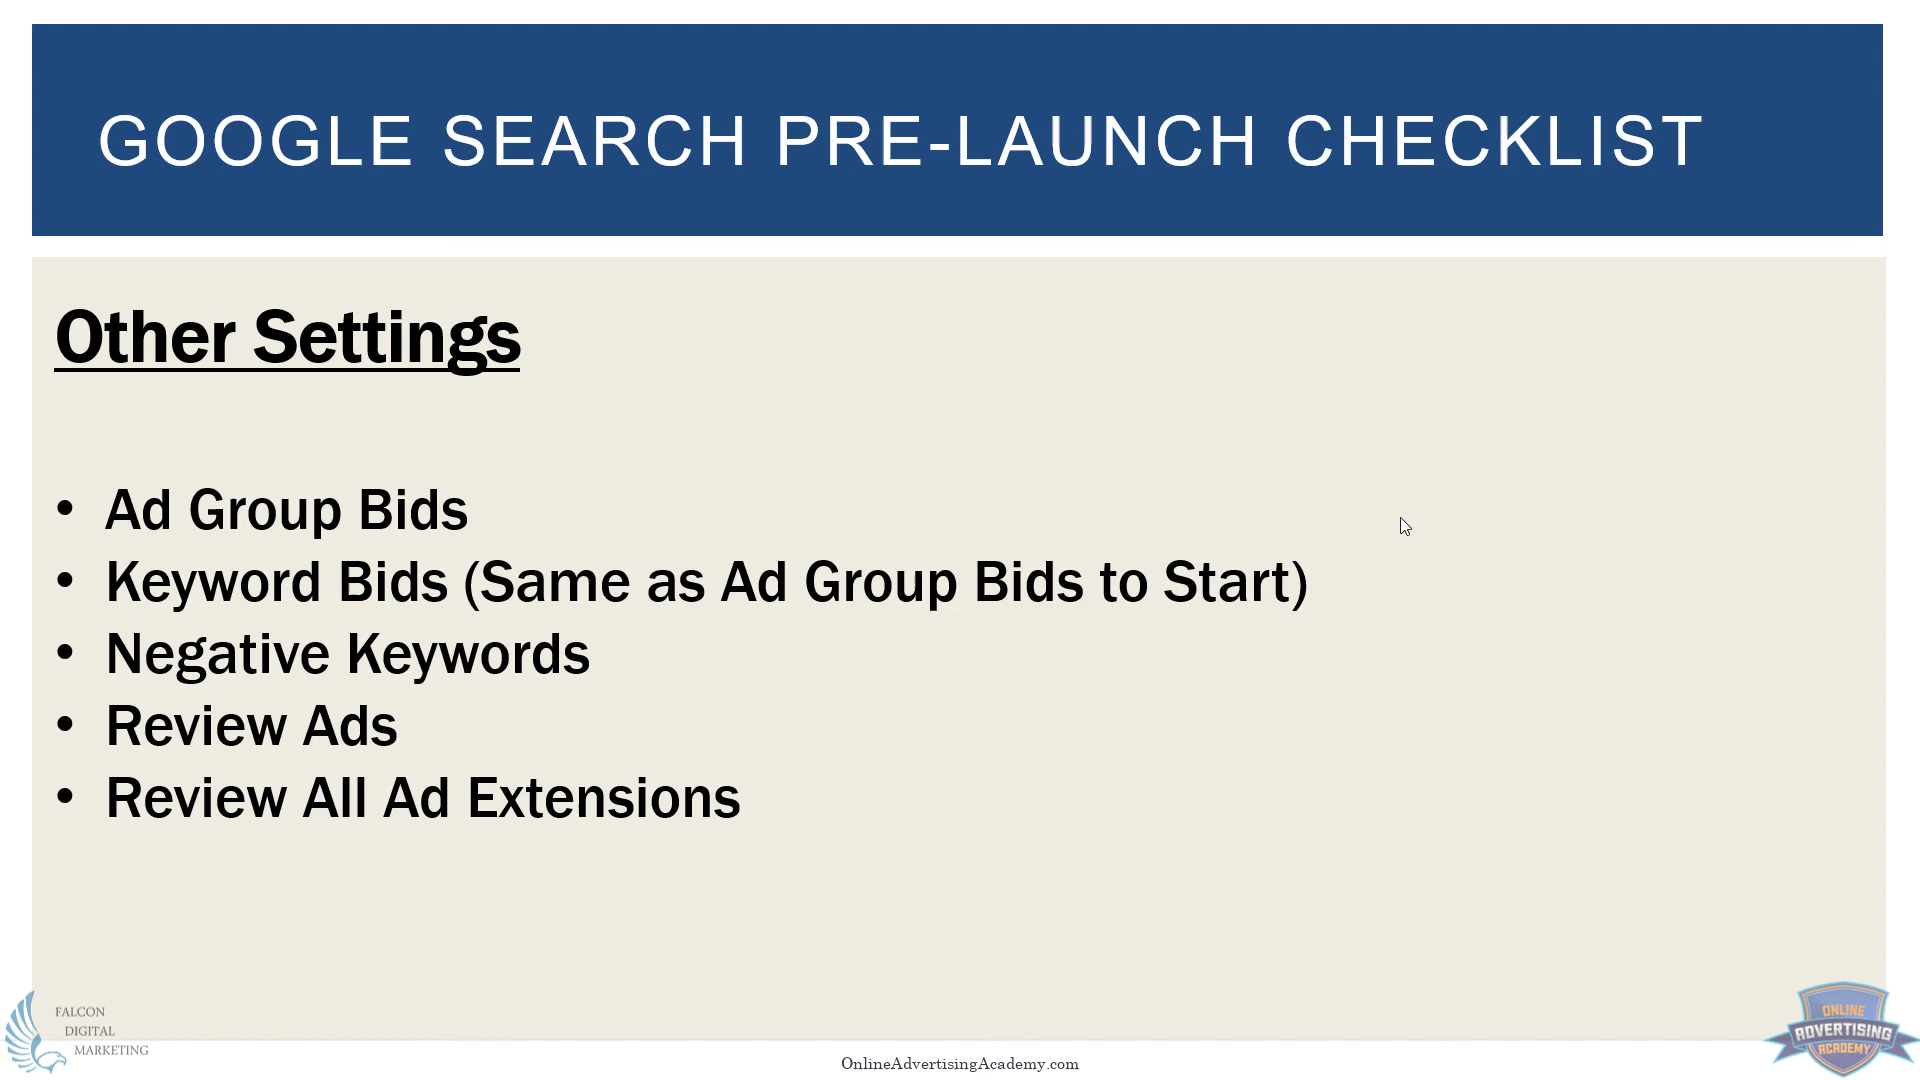 GOOGLE SEARCH PRE-LAUNCH CHECKLIST
Other Settings
• Ad Group Bids
• Keyword Bids (Same as Ad Group Bids to Start)
• Negative Keywords
• Review Ads
• Review All Ad Extensions
FALCON
DIGITAL
MARKETING
OnlineAdvertisingAcademy.com
ONLINE
ADVERTISING
ACADEMY